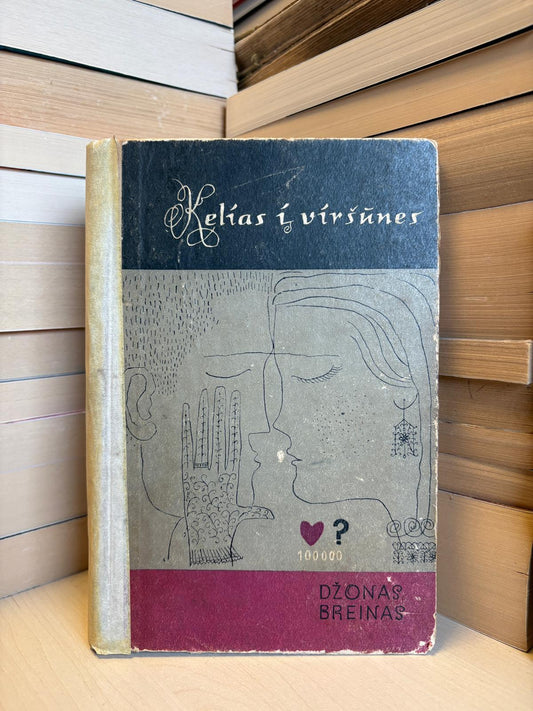 Kelias į viršūnes
?
100000
DŽONAS
BREINAS